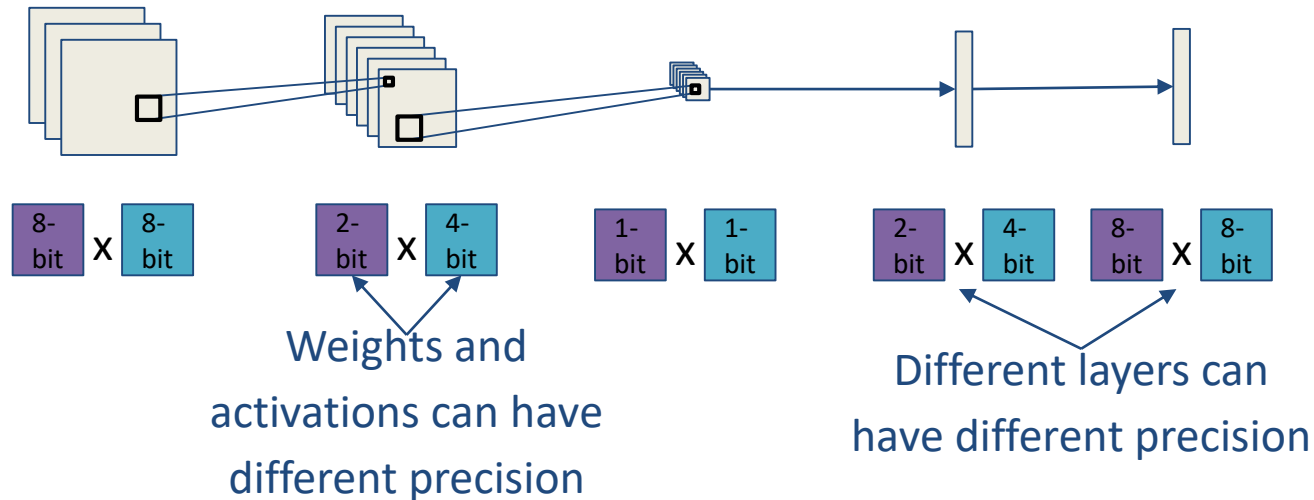 8- 8- 2- 4- 1- 1- 2- 4- 8- 8-
bit x bit bit x bit bit x bit bit x bit bit x bit
Weights and
activations can have
different precision
Different layers can
have different precision